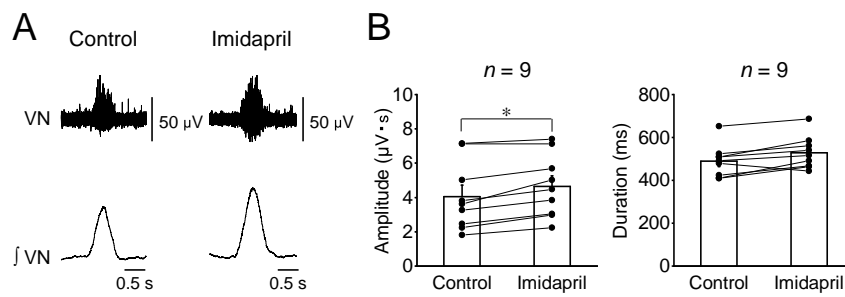 A
Control
Imidapril
VN
50 µV
50 µV
∫ VN
0.5 s
0.5 s
B
n = 9
*
Amplitude (µV·s)
10
8
6
4
2
0
Control
Imidapril
n = 9
Duration (ms)
800
600
400
200
0
Control
Imidapril